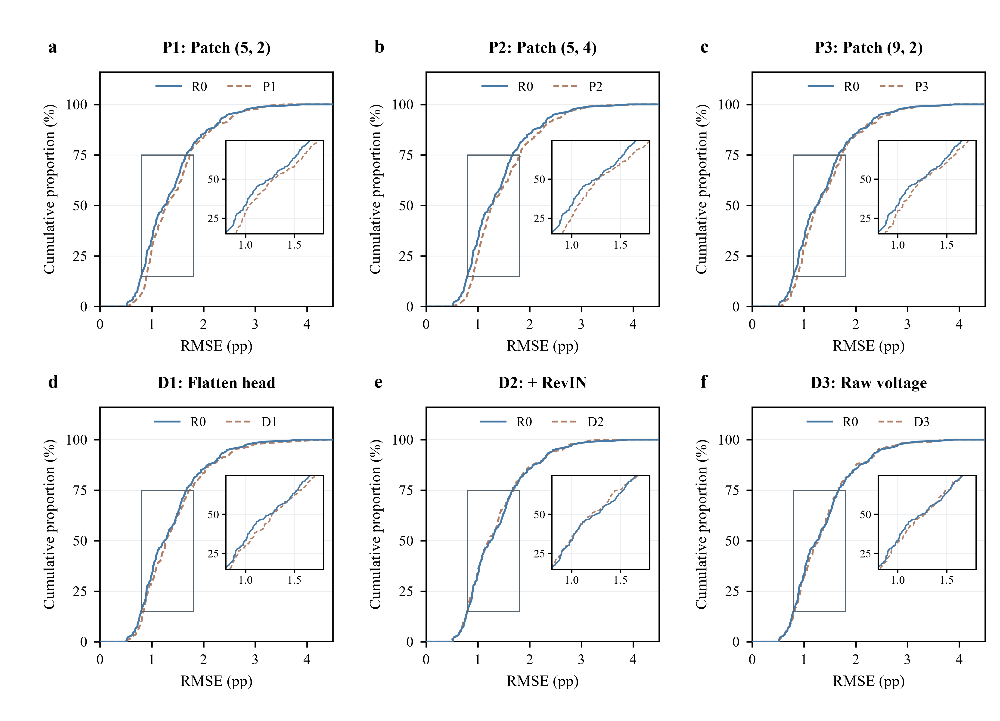 a P1: Patch (5, 2)
R0 P1
Cumulative proportion (%)
100
75
50
25
0
50
25
1.0 1.5
0 1 2 3 4
RMSE (pp)
b P2: Patch (5, 4)
R0 P2
Cumulative proportion (%)
100
75
50
25
0
50
25
1.0 1.5
0 1 2 3 4
RMSE (pp)
c P3: Patch (9, 2)
R0 P3
Cumulative proportion (%)
100
75
50
25
0
50
25
1.0 1.5
0 1 2 3 4
RMSE (pp)
d D1: Flatten head
R0 D1
Cumulative proportion (%)
100
75
50
25
0
50
25
1.0 1.5
0 1 2 3 4
RMSE (pp)
e D2: + RevIN
R0 D2
Cumulative proportion (%)
100
75
50
25
0
50
25
1.0 1.5
0 1 2 3 4
RMSE (pp)
f D3: Raw voltage
R0 D3
Cumulative proportion (%)
100
75
50
25
0
50
25
1.0 1.5
0 1 2 3 4
RMSE (pp)